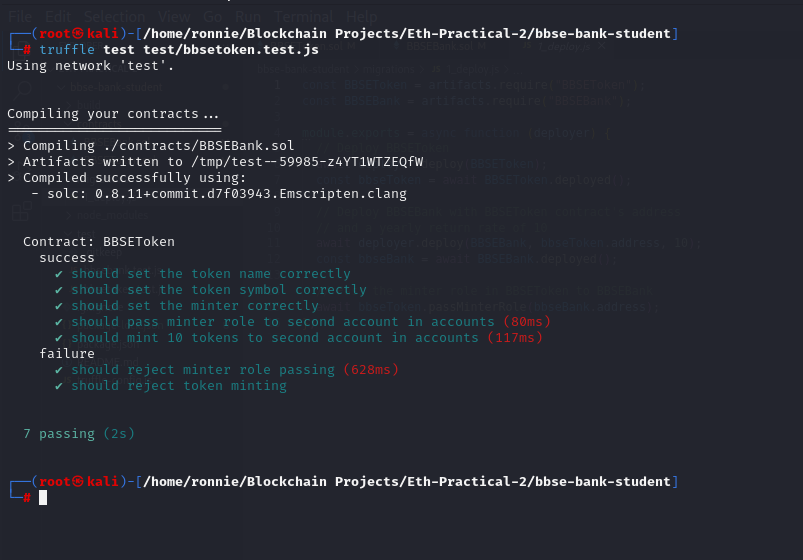 File Edit Selection View Go Run Terminal Help
┌──(root㉿kali)-[/home/ronnie/Blockchain Projects/Eth-Practical-2/bbse-bank-student]
└─# truffle test test/bbsetoken.test.js
Using network 'test'.
Compiling your contracts...
===========================
> Compiling ./contracts/BBSEBank.sol
> Artifacts written to /tmp/test--59985-z4YT1WTZEQfW
> Compiled successfully using:
- solc: 0.8.11+commit.d7f03943.Emscripten.clang
Contract: BBSEToken
success
✔ should set the token name correctly
✔ should set the token symbol correctly
✔ should set the minter correctly
✔ should pass minter role to second account in accounts (80ms)
✔ should mint 10 tokens to second account in accounts (117ms)
failure
✔ should reject minter role passing (628ms)
✔ should reject token minting
7 passing (2s)
┌──(root㉿kali)-[/home/ronnie/Blockchain Projects/Eth-Practical-2/bbse-bank-student]
└─#